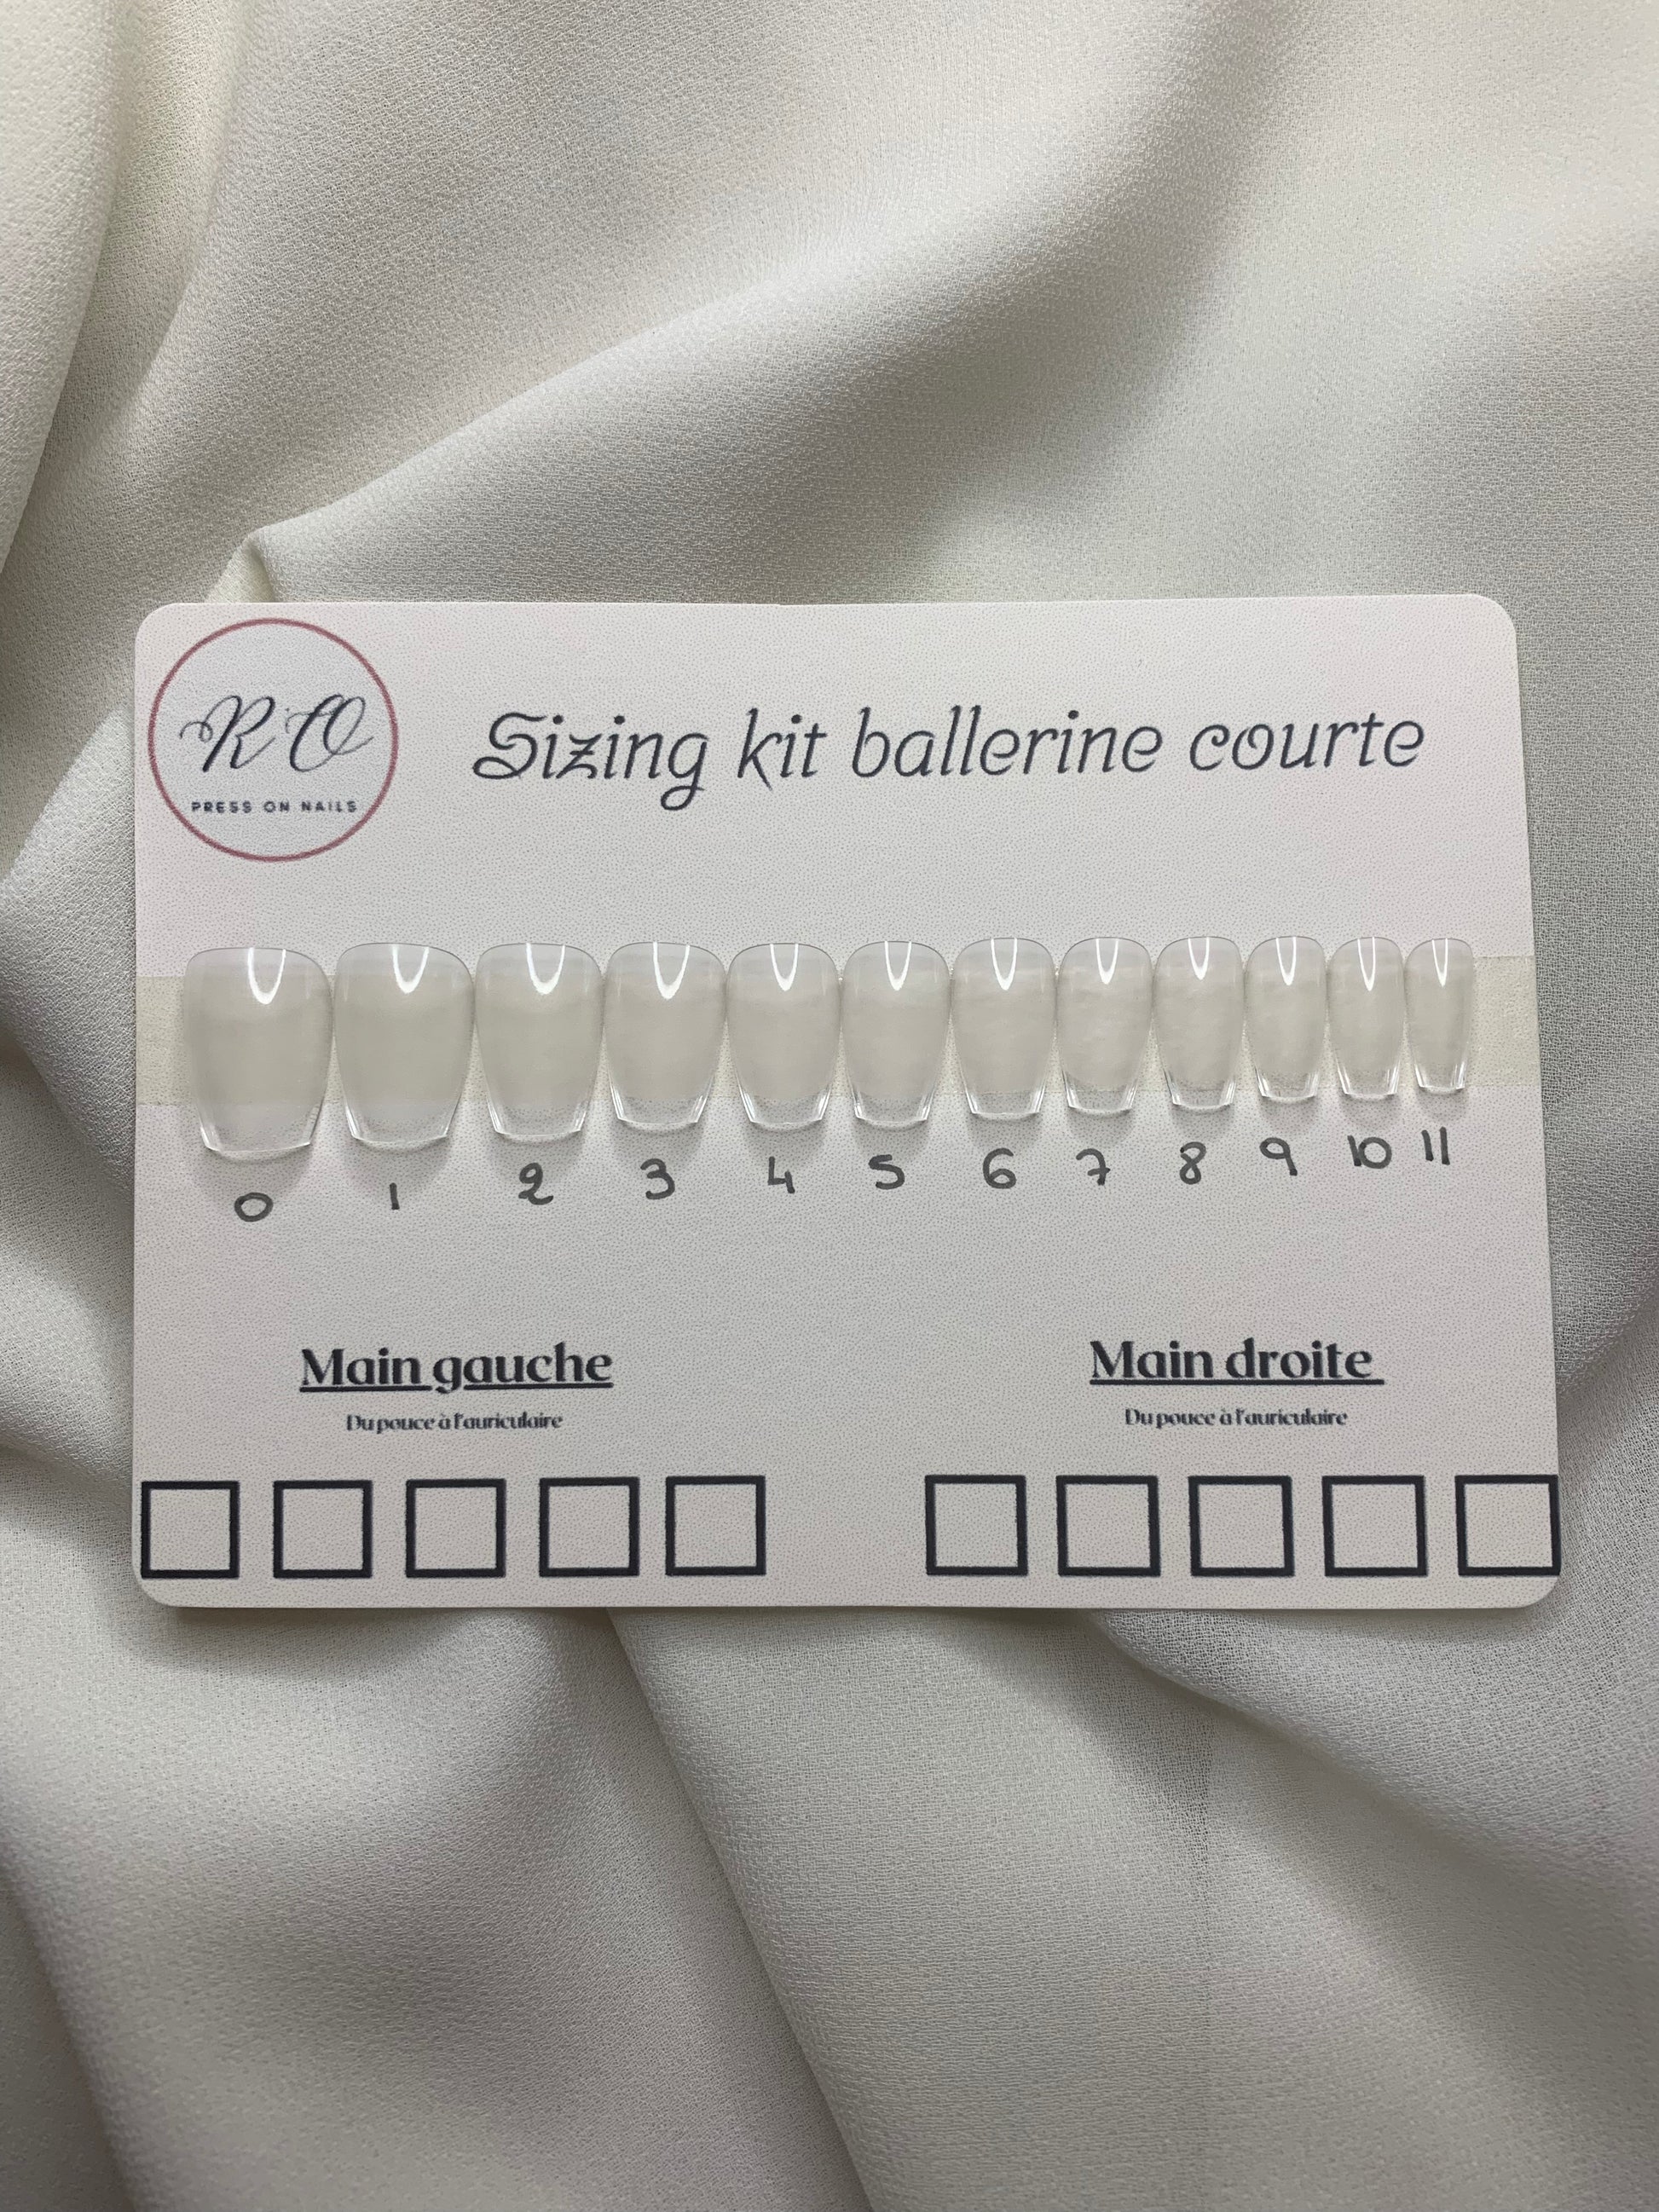 RO
PRESS ON NAILS
Sizing kit ballerine courte
0 1 2 3 4 5 6 7 8 9 10 11
Main gauche
Du pouce à l'auriculaire
Main droite
Du pouce à l'auriculaire